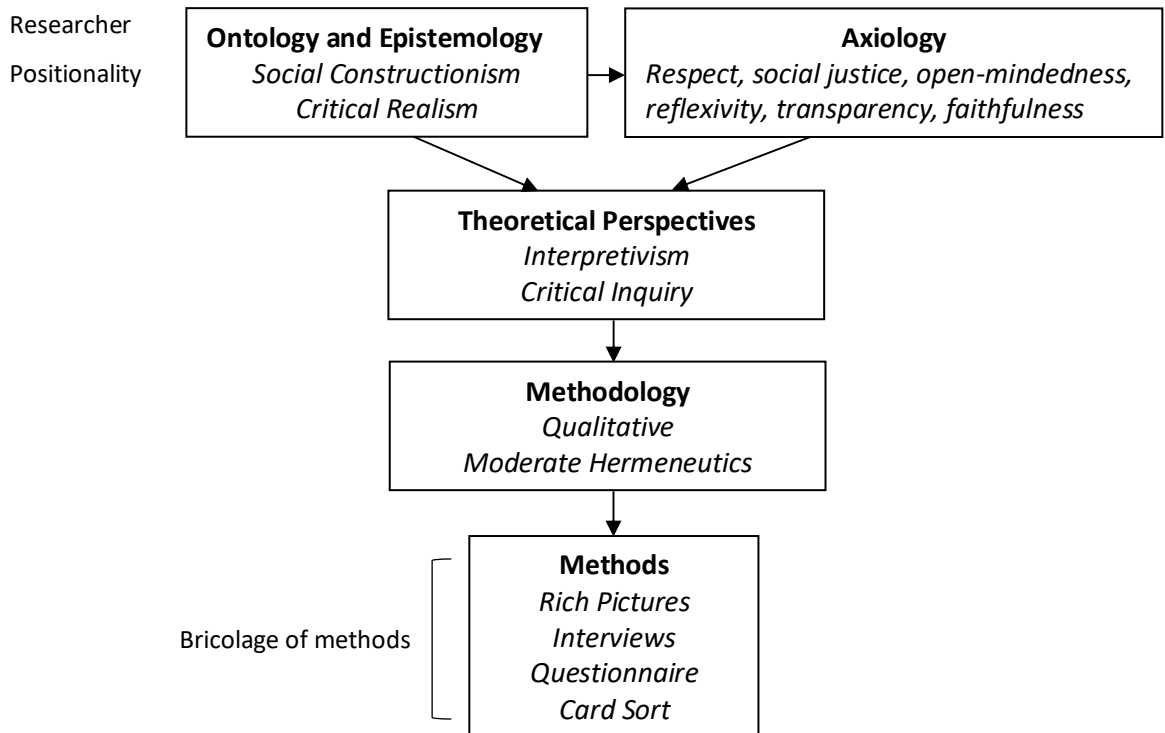 Researcher
Positionality
Ontology and Epistemology
Social Constructionism
Critical Realism
Axiology
Respect, social justice, open-mindedness,
reflexivity, transparency, faithfulness
Theoretical Perspectives
Interpretivism
Critical Inquiry
Methodology
Qualitative
Moderate Hermeneutics
Bricolage of methods
Methods
Rich Pictures
Interviews
Questionnaire
Card Sort